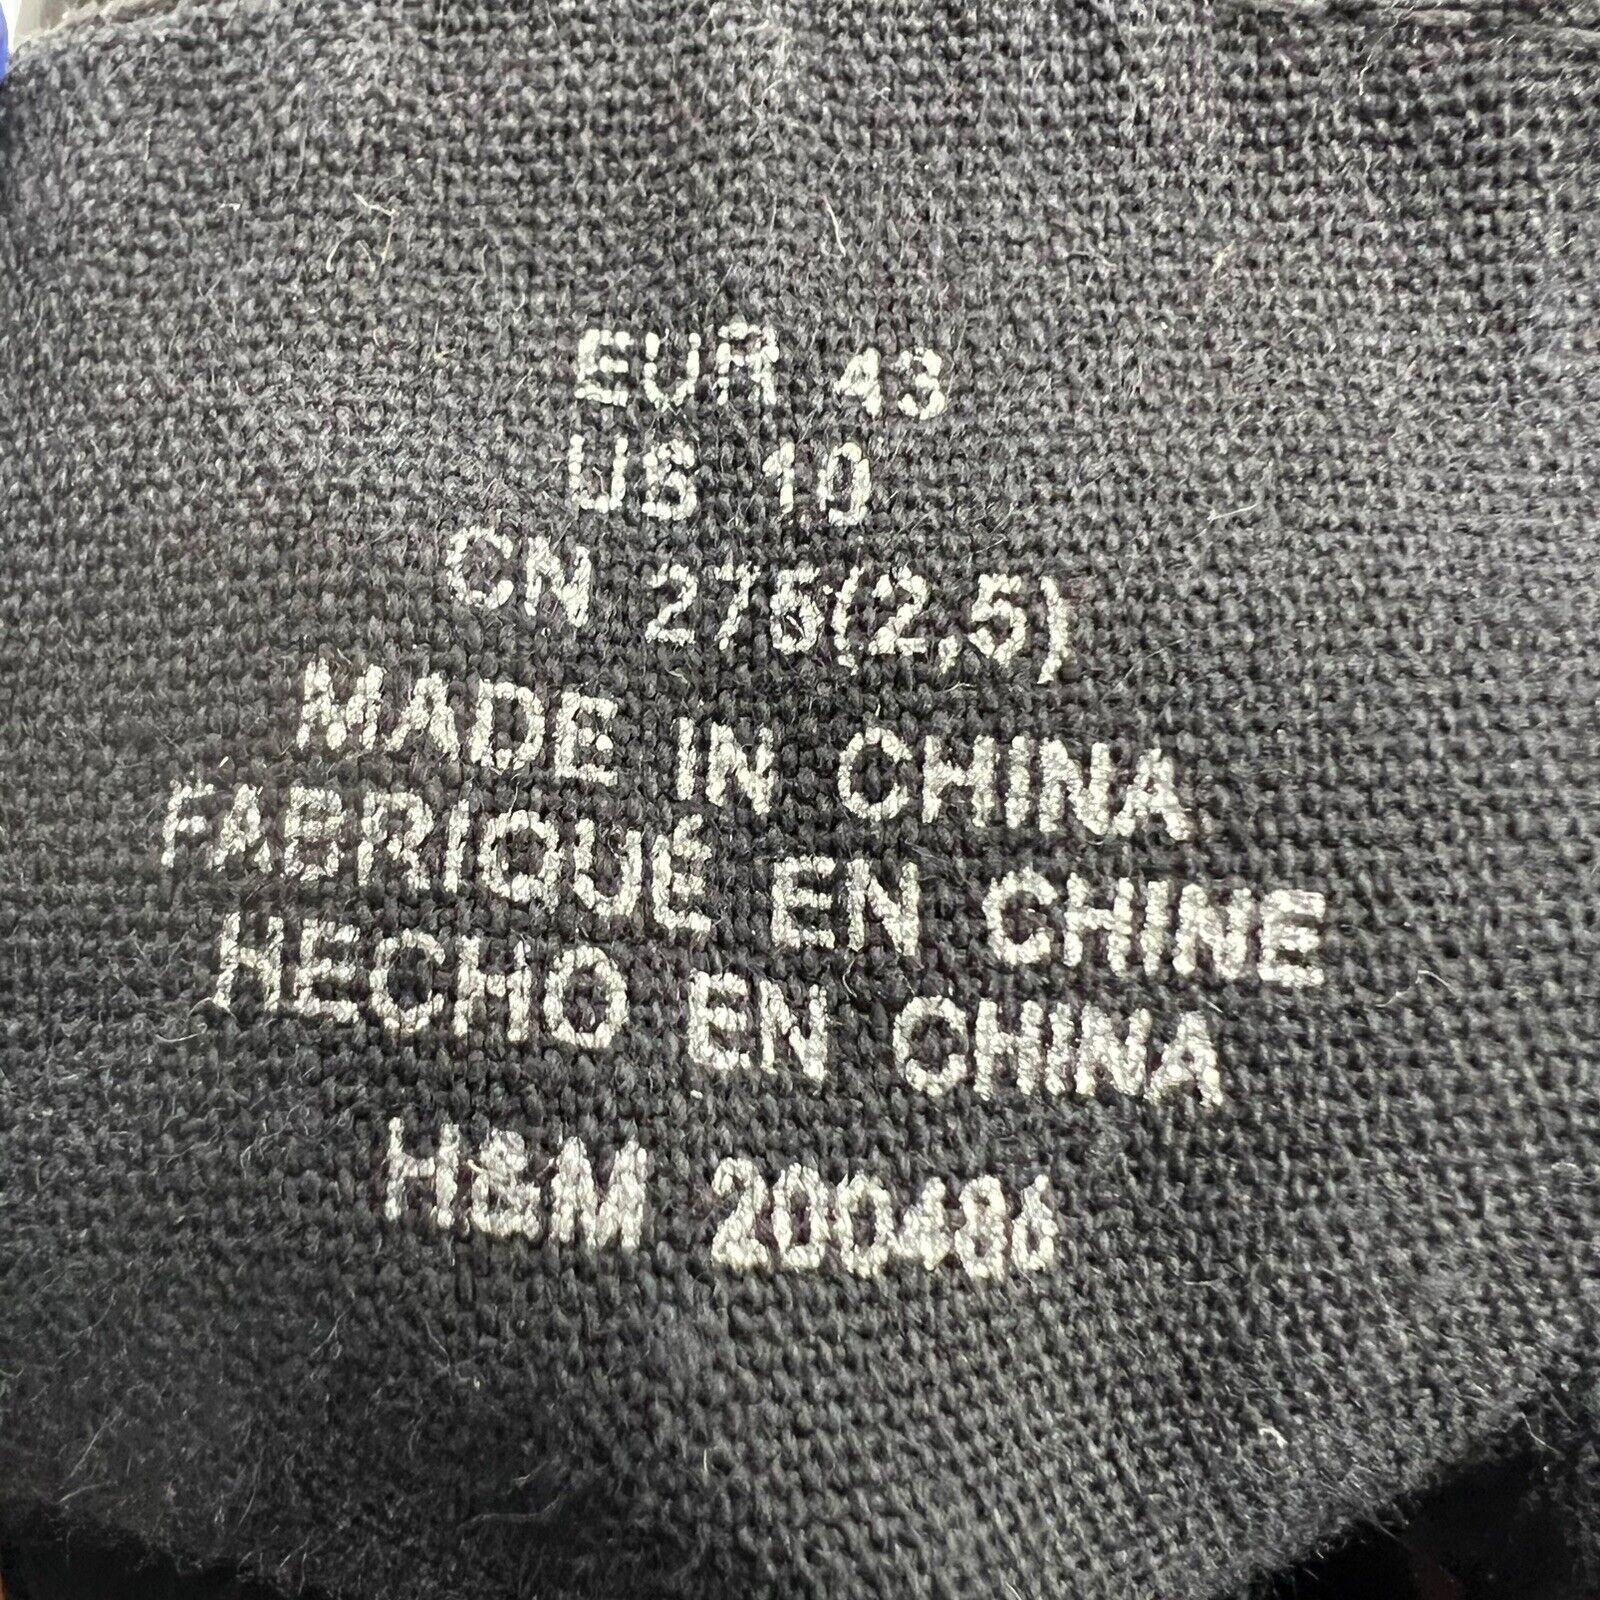 EUR 43
US 10
CN 275(2,5)
MADE IN CHINA
FABRIQUÉ EN CHINE
HECHO EN CHINA
H&M 200486